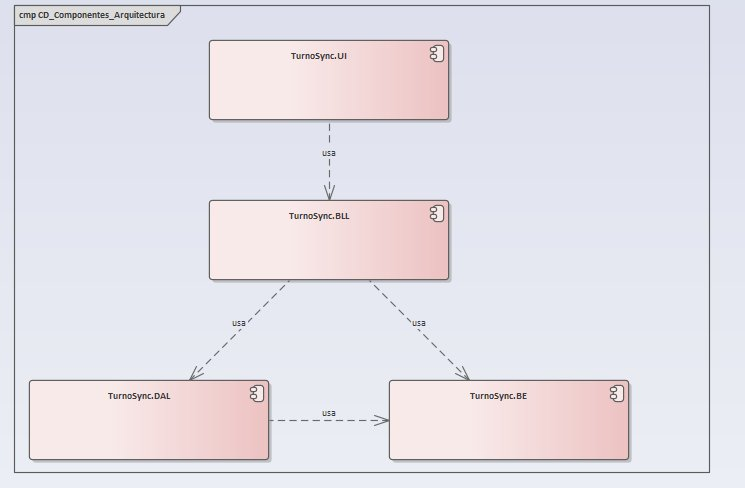 cmp CD_Componentes_Arquitectura
TurnoSync.UI
usa
TurnoSync.BLL
usa
usa
TurnoSync.DAL
TurnoSync.BE
usa